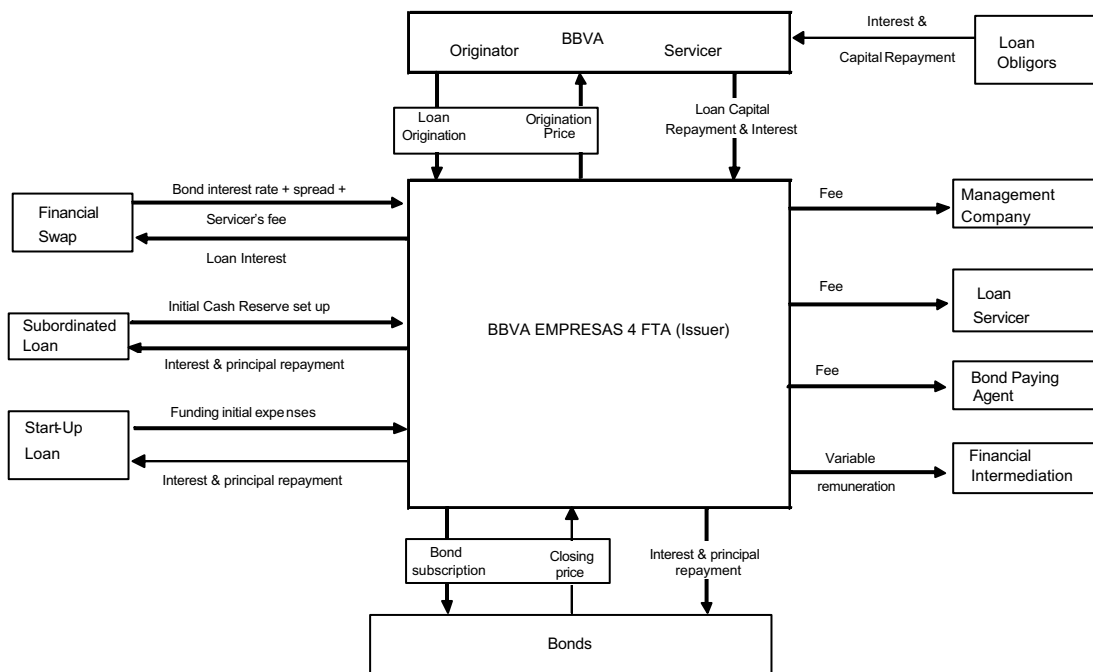 BBVA
Originator
Servicer
Interest &
Capital Repayment
Loan
Obligors
Loan
Origination
Origination
Price
Loan Capital
Repayment & Interest
Financial
Swap
Bond interest rate + spread +
Servicer's fee
Loan Interest
Subordinated
Loan
Initial Cash Reserve set up
Interest & principal repayment
Start-Up
Loan
Funding initial expenses
Interest & principal repayment
BBVA EMPRESAS 4 FTA (Issuer)
Fee
Management
Company
Fee
Loan
Servicer
Fee
Bond Paying
Agent
Variable
remuneration
Financial
Intermediation
Bond
subscription
Closing
price
Interest & principal
repayment
Bonds